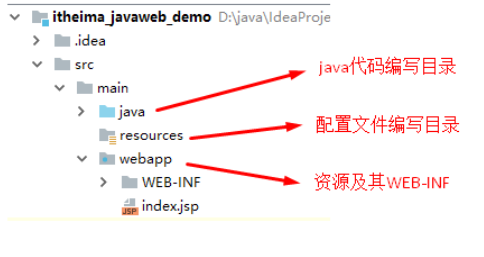 itheima_javaweb_demo D:\java\IdeaProje
.idea
src
main
java
java代码编写目录
resources
配置文件编写目录
webapp
WEB-INF
资源及其WEB-INF
JSP index.jsp